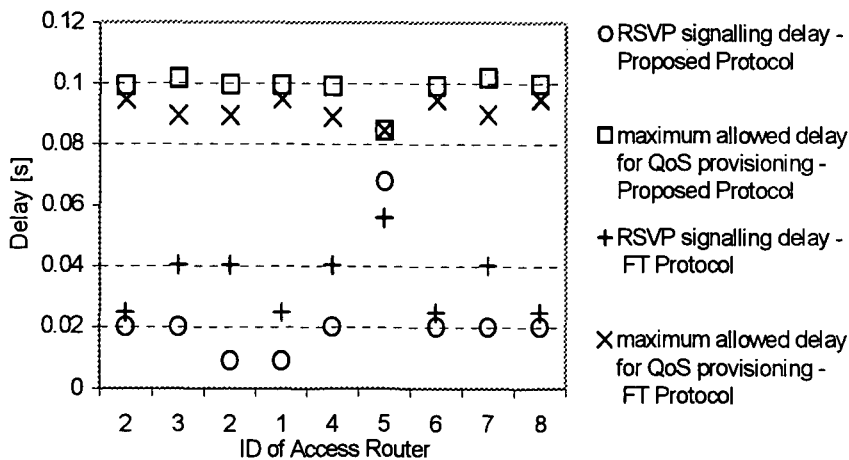 0.12
0.1
0.08
0.06
0.04
0.02
0
Delay [s]
2 3 2 1 4 5 6 7 8
ID of Access Router
RSVP signalling delay -
Proposed Protocol
maximum allowed delay
for QoS provisioning -
Proposed Protocol
RSVP signalling delay -
FT Protocol
maximum allowed delay
for QoS provisioning -
FT Protocol